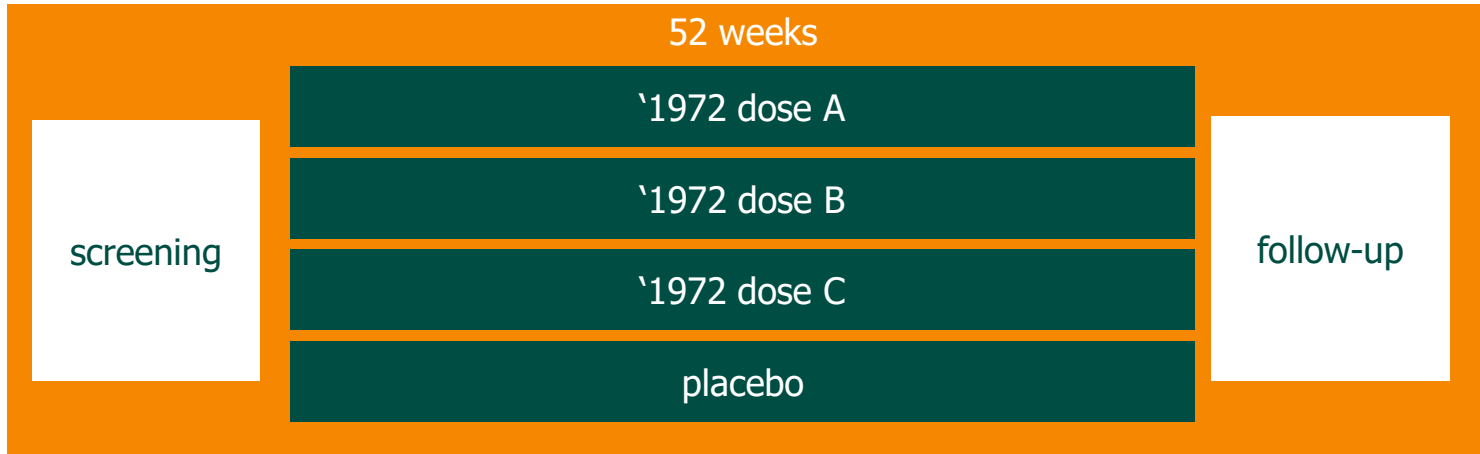 52 weeks
‵1972 dose A
‵1972 dose B
screening
follow-up
‵1972 dose C
placebo